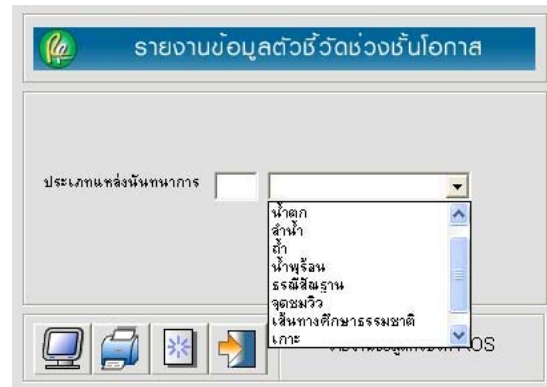 รายงานข้อมูลตัวชี้วัดช่วงชั้นโอกาส
ประเภทแหล่งนันทนาการ
น้ำตก
ลำน้ำ
ถ้ำ
น้ำพุร้อน
ธรณีสัณฐาน
จุดชมวิว
เส้นทางศึกษาธรรมชาติ
เกาะ